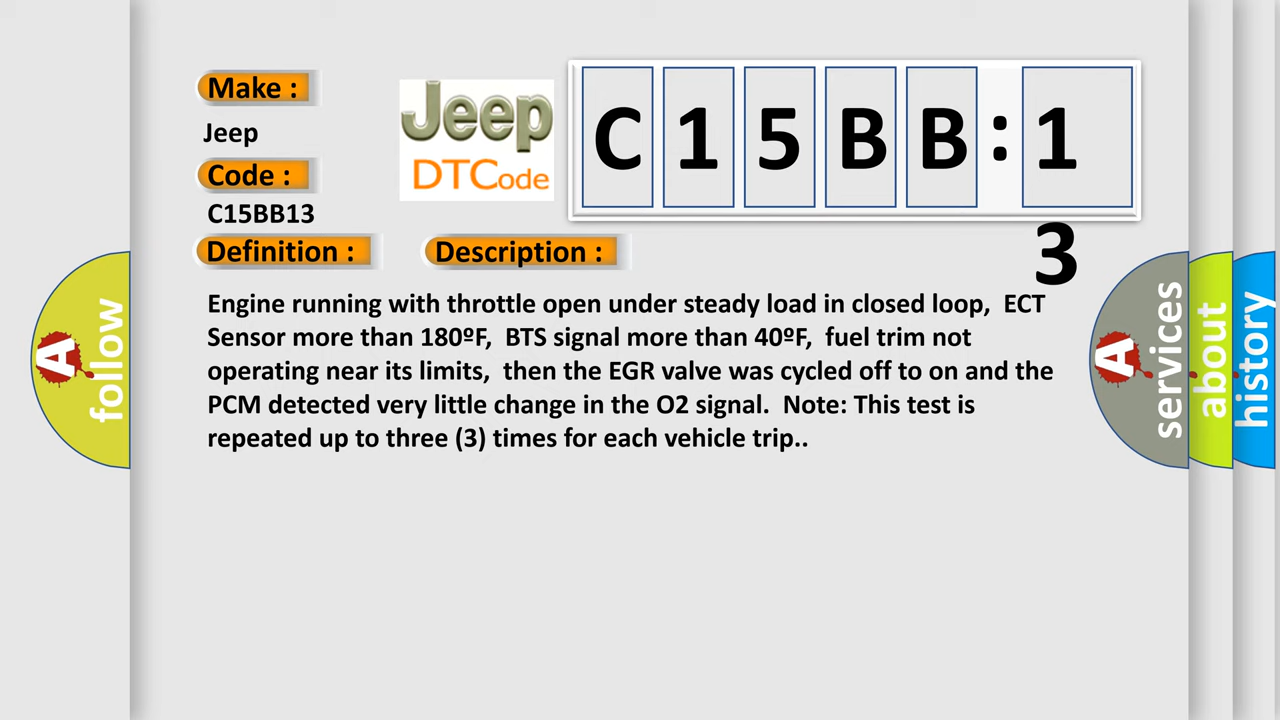 Make :
Jeep
Code :
C15BB13
Definition :
Description :
Jeep
DTCode
C15BB:1
3
Engine running with throttle open under steady load in closed loop,  ECT
Sensor more than 180ºF,  BTS signal more than 40ºF,  fuel trim not
operating near its limits,  then the EGR valve was cycled off to on and the
PCM detected very little change in the O2 signal.  Note: This test is
repeated up to three (3) times for each vehicle trip..
A follow
A services
about
history